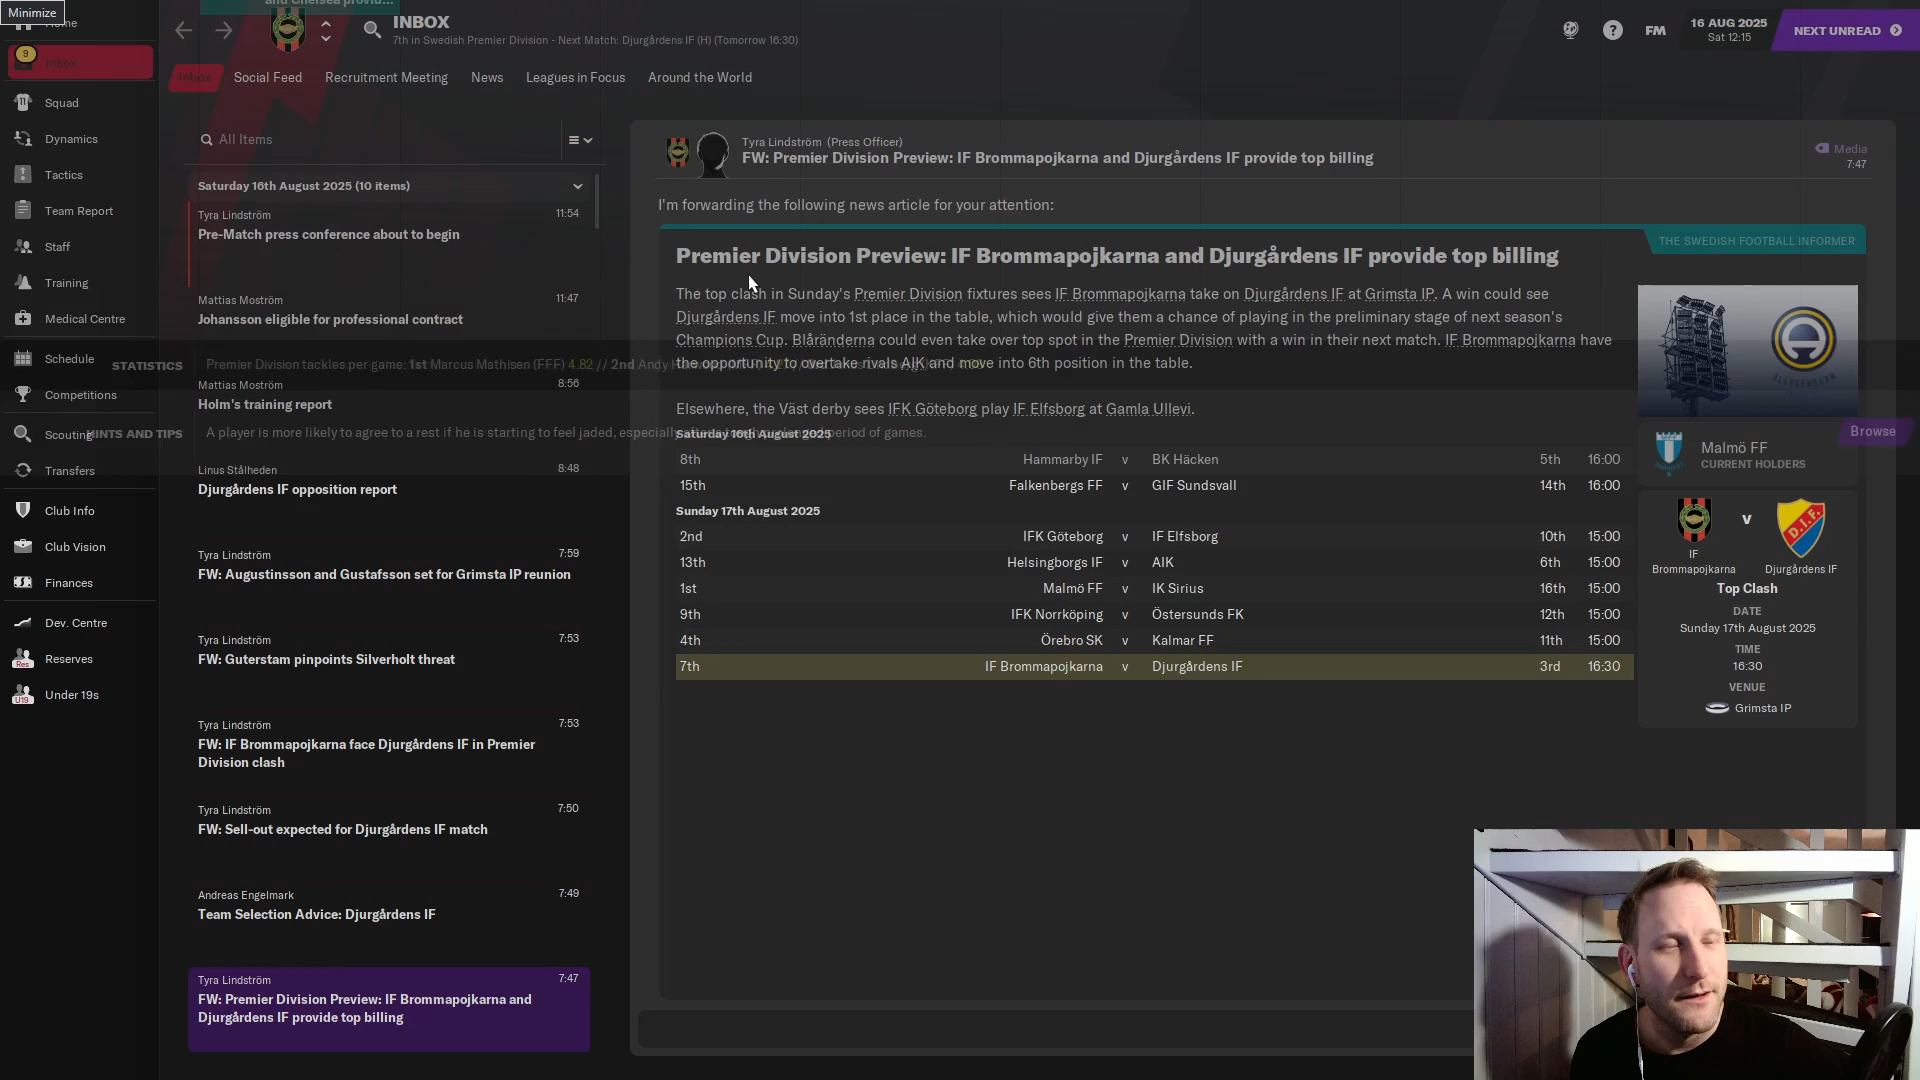 Minimize
and Chelsea provid...
Home
9
Inbox
Squad
Dynamics
Tactics
Team Report
Staff
Training
Medical Centre
Schedule
Competitions
Scouting
Transfers
Club Info
Club Vision
Finances
Dev. Centre
Res
Reserves
U19
Under 19s
INBOX
7th in Swedish Premier Division - Next Match: Djurgårdens IF (H) (Tomorrow 16:30)
?
FM
16 AUG 2025
Sat 12:15
NEXT UNREAD
Inbox
Social Feed
Recruitment Meeting
News
Leagues in Focus
Around the World
All Items
Saturday 16th August 2025 (10 items)
Tyra Lindström 11:54
Pre-Match press conference about to begin
Mattias Moström 11:47
Johansson eligible for professional contract
STATISTICS Premier Division tackles per game: 1st Marcus Mathisen (FFF) 4.82 // 2nd Andy
Mattias Moström 8:56
Holm's training report
HINTS AND TIPS A player is more likely to agree to a rest if he is starting to feel jaded, especially period of games.
Linus Stålheden 8:48
Djurgårdens IF opposition report
Tyra Lindström 7:59
FW: Augustinsson and Gustafsson set for Grimsta IP reunion
Tyra Lindström 7:53
FW: Guterstam pinpoints Silverholt threat
Tyra Lindström 7:53
FW: IF Brommapojkarna face Djurgårdens IF in Premier
Division clash
Tyra Lindström 7:50
FW: Sell-out expected for Djurgårdens IF match
Andreas Engelmark 7:49
Team Selection Advice: Djurgårdens IF
Tyra Lindström 7:47
FW: Premier Division Preview: IF Brommapojkarna and
Djurgårdens IF provide top billing
Tyra Lindström (Press Officer)
FW: Premier Division Preview: IF Brommapojkarna and Djurgårdens IF provide top billing
Media
7:47
I'm forwarding the following news article for your attention:
THE SWEDISH FOOTBALL INFORMER
Premier Division Preview: IF Brommapojkarna and Djurgårdens IF provide top billing
The top clash in Sunday's Premier Division fixtures sees IF Brommapojkarna take on Djurgårdens IF at Grimsta IP. A win could see
Djurgårdens IF move into 1st place in the table, which would give them a chance of playing in the preliminary stage of next season's
Champions Cup. Blåränderna could even take over top spot in the Premier Division with a win in their next match. IF Brommapojkarna have
the opportunity to overtake rivals AIK and move into 6th position in the table.
Elsewhere, the Väst derby sees IFK Göteborg play IF Elfsborg at Gamla Ullevi.
Saturday 16th August 2025
8th Hammarby IF v BK Häcken 5th 16:00
15th Falkenbergs FF v GIF Sundsvall 14th 16:00
Sunday 17th August 2025
2nd IFK Göteborg v IF Elfsborg 10th 15:00
13th Helsingborgs IF v AIK 6th 15:00
1st Malmö FF v IK Sirius 16th 15:00
9th IFK Norrköping v Östersunds FK 12th 15:00
4th Örebro SK v Kalmar FF 11th 15:00
7th IF Brommapojkarna v Djurgårdens IF 3rd 16:30
ALLSVENSKAN
Browse
Malmö FF
CURRENT HOLDERS
v
D.I.F.
IF
Brommapojkarna
Djurgårdens IF
Top Clash
DATE
Sunday 17th August 2025
TIME
16:30
VENUE
Grimsta IP